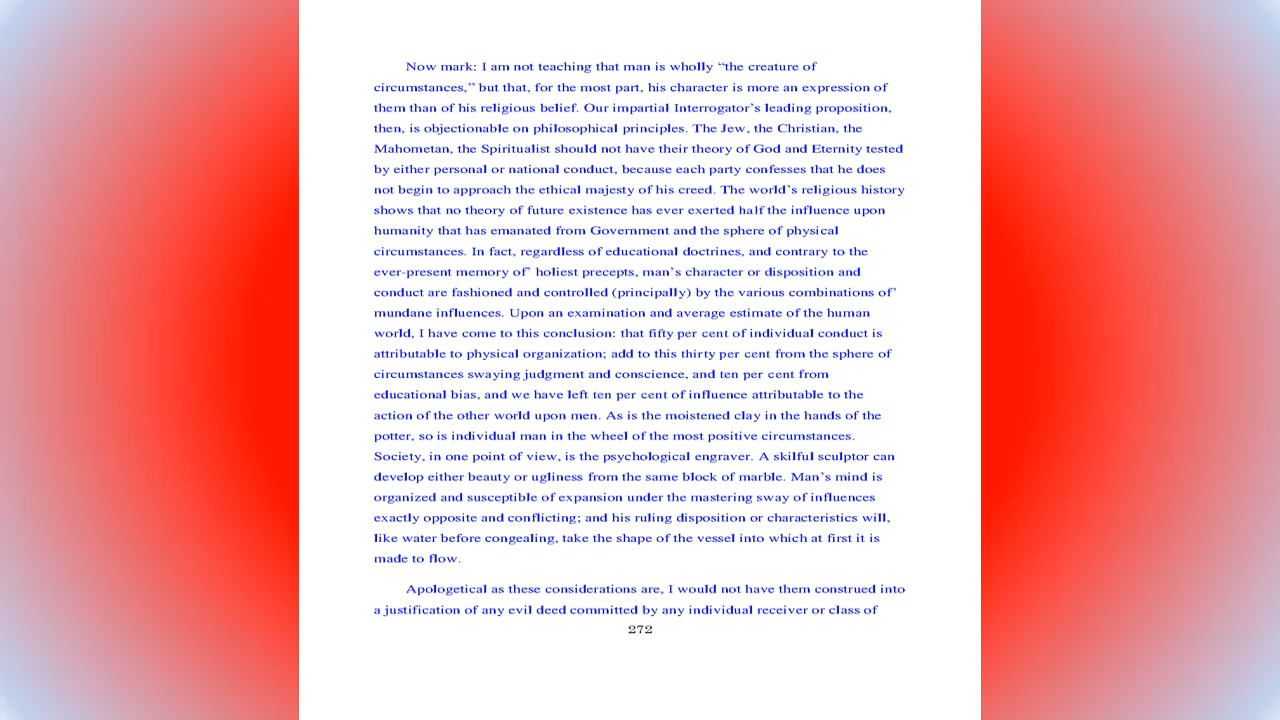 Now mark: I am not teaching that man is wholly “the creature of
circumstances,” but that, for the most part, his character is more an expression of
them than of his religious belief. Our impartial Interrogator’s leading proposition,
then, is objectionable on philosophical principles. The Jew, the Christian, the
Mahometan, the Spiritualist should not have their theory of God and Eternity tested
by either personal or national conduct, because each party confesses that he does
not begin to approach the ethical majesty of his creed. The world’s religious history
shows that no theory of future existence has ever exerted half the influence upon
humanity that has emanated from Government and the sphere of physical
circumstances. In fact, regardless of educational doctrines, and contrary to the
ever-present memory of’ holiest precepts, man’s character or disposition and
conduct are fashioned and controlled (principally) by the various combinations of’
mundane influences. Upon an examination and average estimate of the human
world, I have come to this conclusion: that fifty per cent of individual conduct is
attributable to physical organization; add to this thirty per cent from the sphere of
circumstances swaying judgment and conscience, and ten per cent from
educational bias, and we have left ten per cent of influence attributable to the
action of the other world upon men. As is the moistened clay in the hands of the
potter, so is individual man in the wheel of the most positive circumstances.
Society, in one point of view, is the psychological engraver. A skilful sculptor can
develop either beauty or ugliness from the same block of marble. Man’s mind is
organized and susceptible of expansion under the mastering sway of influences
exactly opposite and conflicting; and his ruling disposition or characteristics will,
like water before congealing, take the shape of the vessel into which at first it is
made to flow.
Apologetical as these considerations are, I would not have them construed into
a justification of any evil deed committed by any individual receiver or class of
272